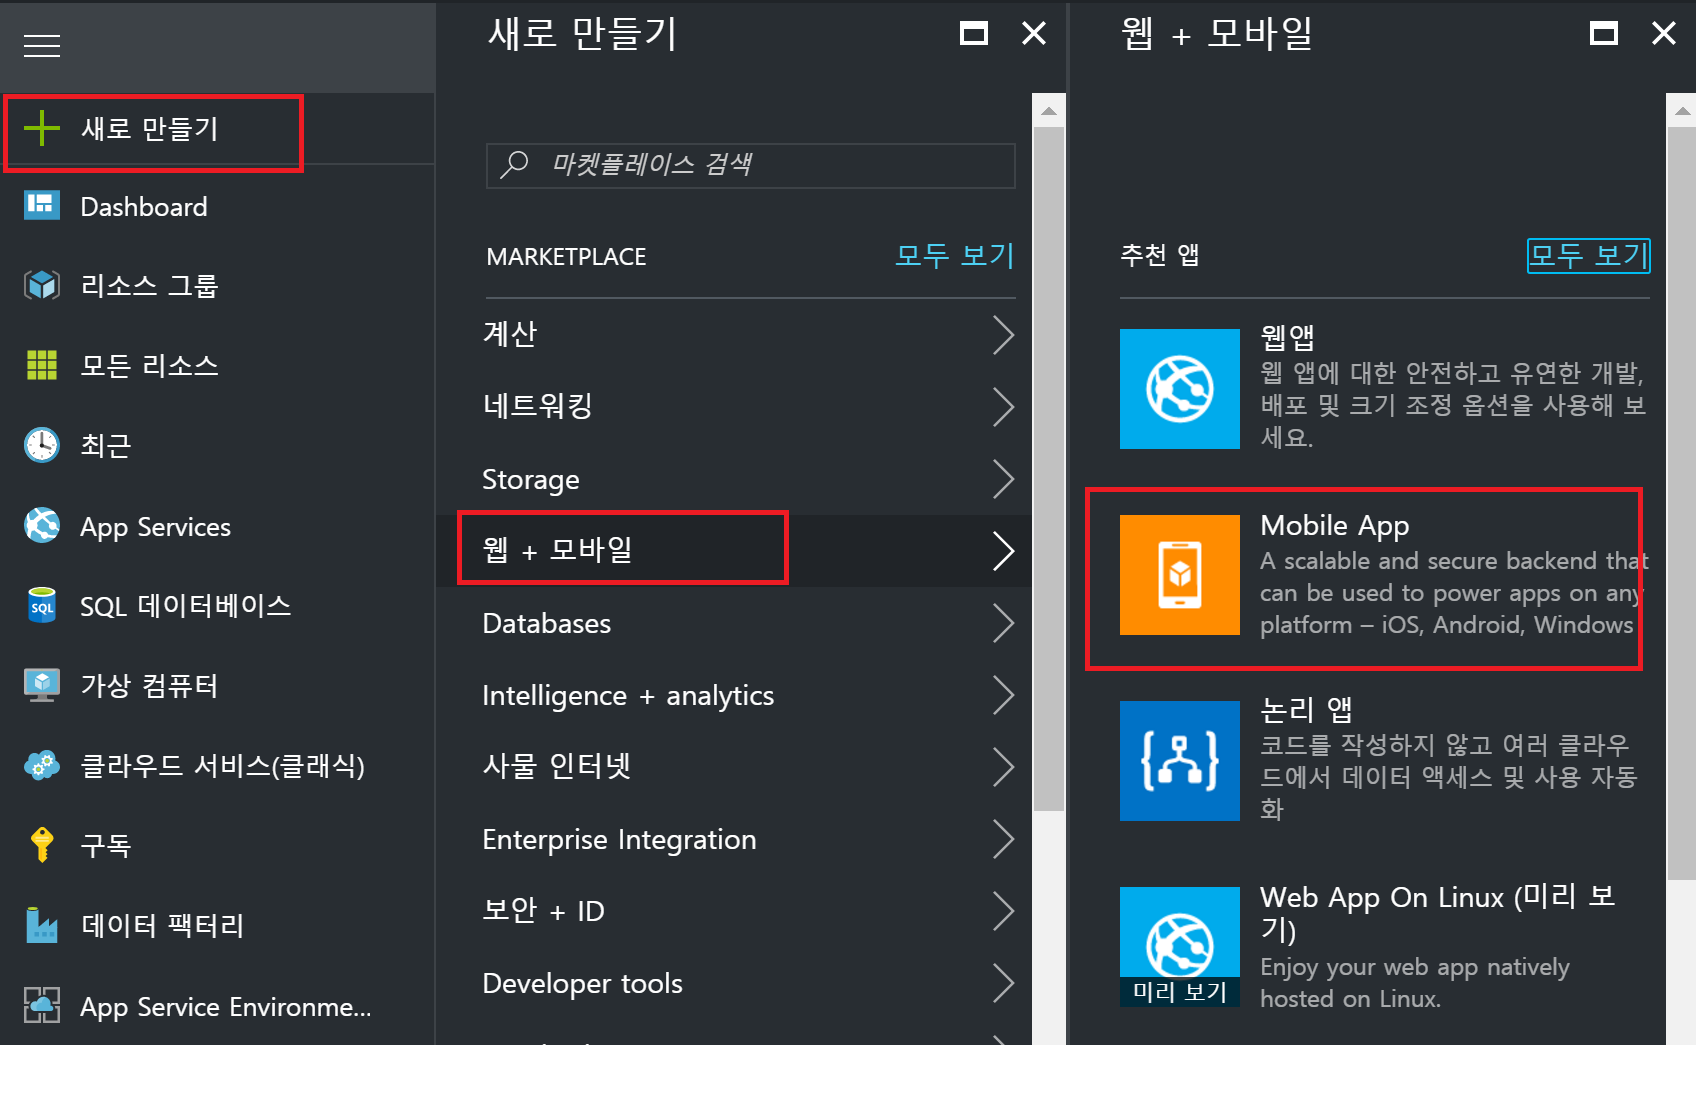 새로 만들기
Dashboard
리소스 그룹
모든 리소스
최근
App Services
SQL 데이터베이스
가상 컴퓨터
클라우드 서비스(클래식)
구독
데이터 팩터리
App Service Environme...
새로 만들기
마켓플레이스 검색
MARKETPLACE 모두 보기
계산
네트워킹
Storage
웹 + 모바일
Databases
Intelligence + analytics
사물 인터넷
Enterprise Integration
보안 + ID
Developer tools
웹 + 모바일
추천 앱 모두 보기
웹앱
웹 앱에 대한 안전하고 유연한 개발,
배포 및 크기 조정 옵션을 사용해 보
세요.
Mobile App
A scalable and secure backend that
can be used to power apps on any
platform – iOS, Android, Windows
논리 앱
코드를 작성하지 않고 여러 클라우
드에서 데이터 액세스 및 사용 자동
화
Web App On Linux (미리 보
기)
Enjoy your web app natively
hosted on Linux.
미리 보기